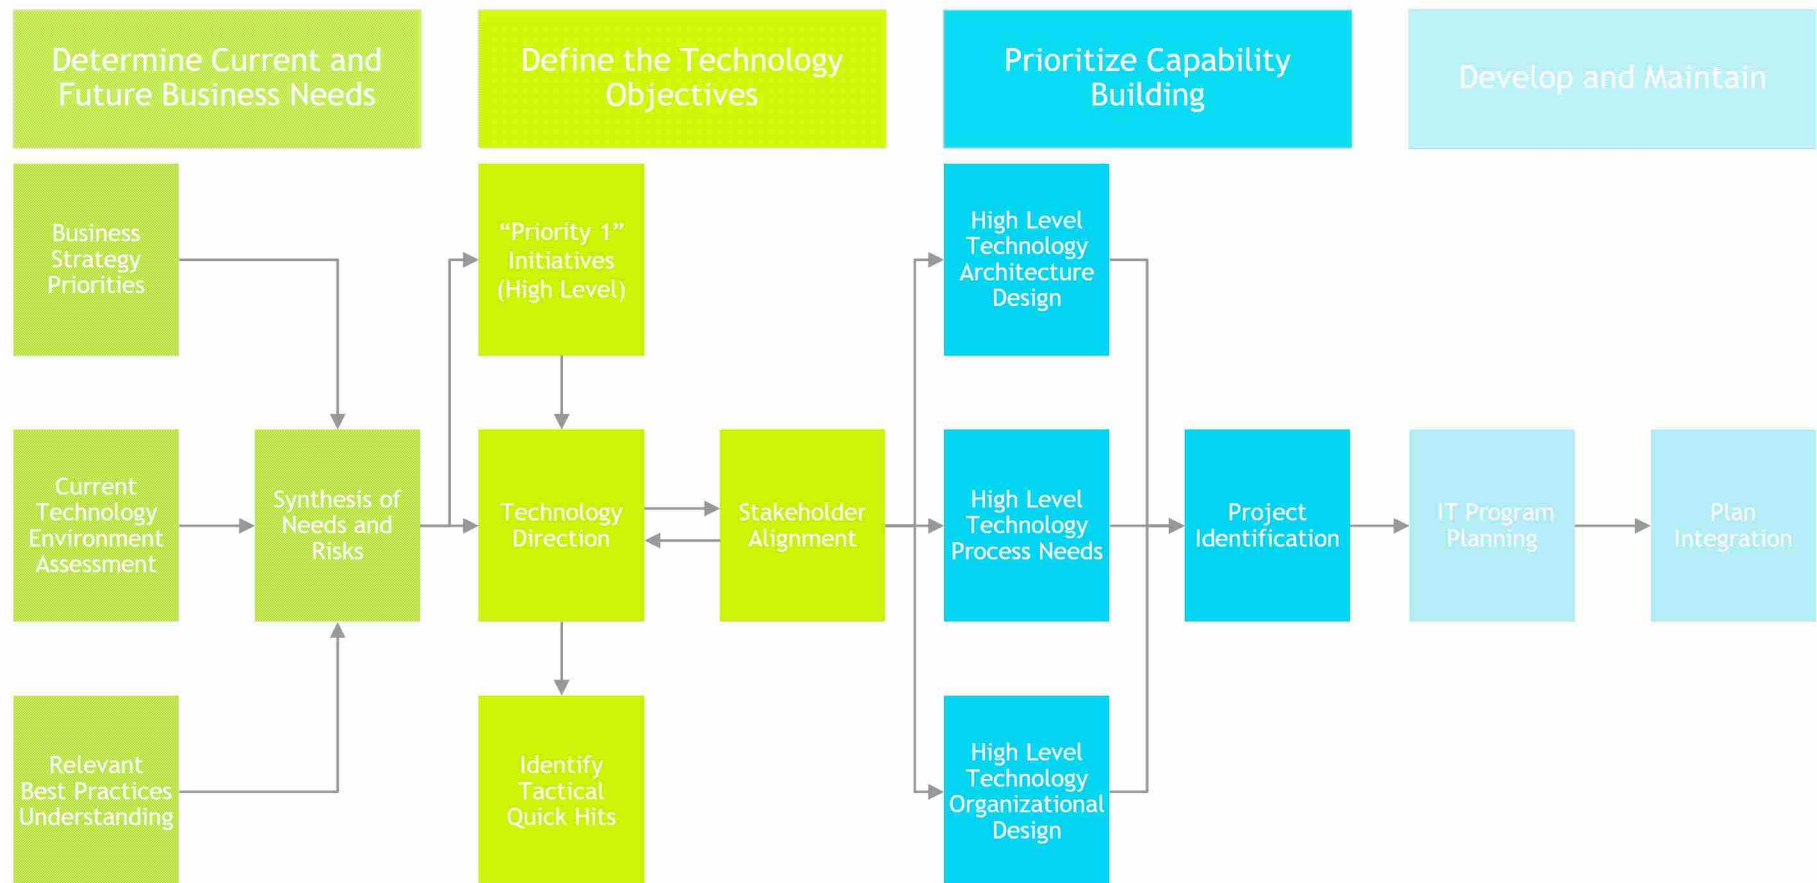 Determine Current and
Future Business Needs
Define the Technology
Objectives
Prioritize Capability
Building
Develop and Maintain
Business
Strategy
Priorities
“Priority 1”
Initiatives
(High Level)
High Level
Technology
Architecture
Design
Current
Technology
Environment
Assessment
Synthesis of
Needs and
Risks
Technology
Direction
Stakeholder
Alignment
High Level
Technology
Process Needs
Project
Identification
IT Program
Planning
Plan
Integration
Relevant
Best Practices
Understanding
Identify
Tactical
Quick Hits
High Level
Technology
Organizational
Design